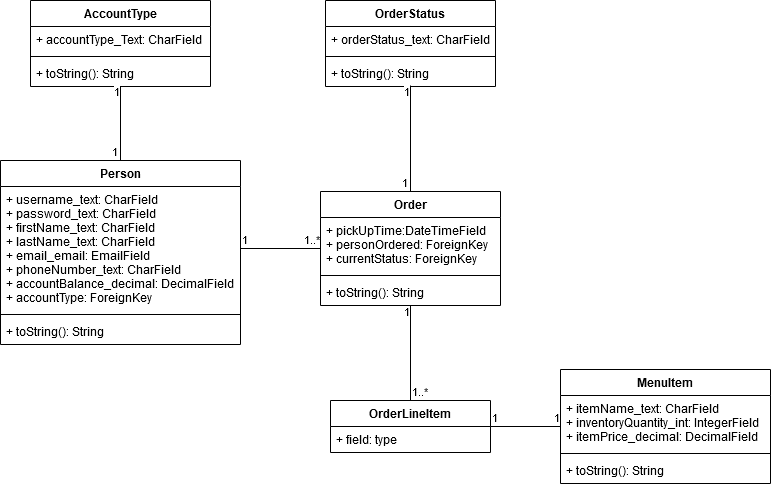 AccountType
+ accountType_Text: CharField
+ toString(): String
1
1
OrderStatus
+ orderStatus_text: CharField
+ toString(): String
1
1
Person
+ username_text: CharField
+ password_text: CharField
+ firstName_text: CharField
+ lastName_text: CharField
+ email_email: EmailField
+ phoneNumber_text: CharField
+ accountBalance_decimal: DecimalField
+ accountType: ForeignKey
+ toString(): String
1
1..*
Order
+ pickUpTime:DateTimeField
+ personOrdered: ForeignKey
+ currentStatus: ForeignKey
+ toString(): String
1
1..*
OrderLineItem
+ field: type
1
1
MenuItem
+ itemName_text: CharField
+ inventoryQuantity_int: IntegerField
+ itemPrice_decimal: DecimalField
+ toString(): String